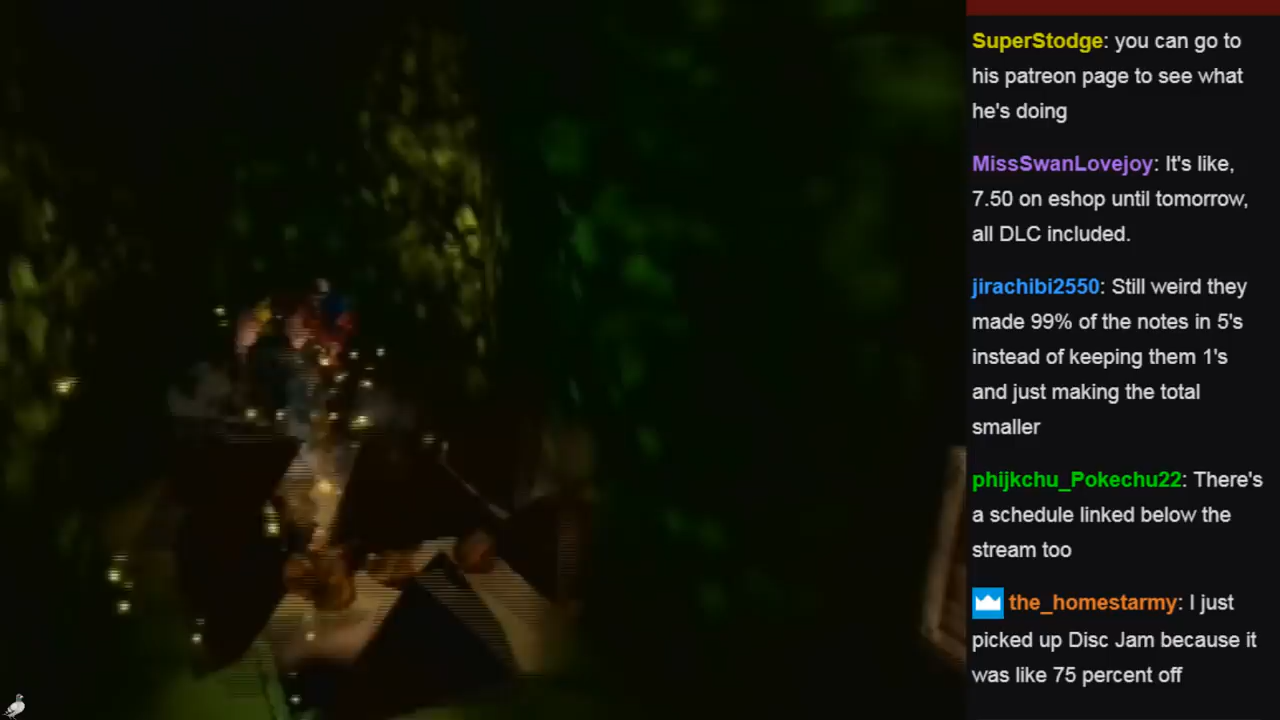 SuperStodge: you can go to
his patreon page to see what
he's doing
MissSwanLovejoy: It's like,
7.50 on eshop until tomorrow,
all DLC included.
jirachibi2550: Still weird they
made 99% of the notes in 5's
instead of keeping them 1's
and just making the total
smaller
phijkchu_Pokechu22: There's
a schedule linked below the
stream too
the_homestarmy: I just
picked up Disc Jam because it
was like 75 percent off